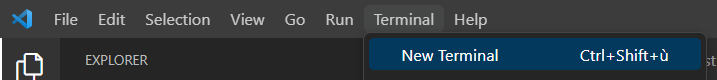 File Edit Selection View Go Run Terminal Help
New Terminal Ctrl+Shift+ù
EXPLORER